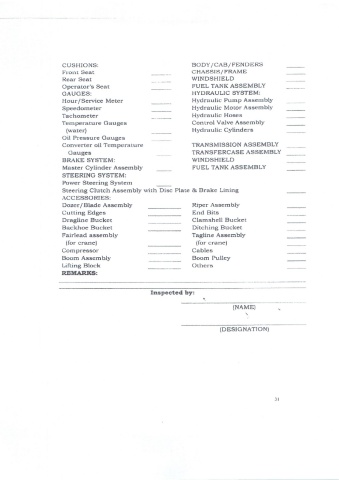 CUSHIONS:
Front Seat
Rear Seat
Operator's Seat
GAUGES:
Hour/Service Meter
Speedometer
Tachometer
Temperature Gauges
(water)
Oil Pressure Gauges
Converter oil Temperature
Gauges
BRAKE SYSTEM:
Master Cylinder Assembly
STEERING SYSTEM:
Power Steering System
Steering Clutch Assembly with Disc Plate & Brake Lining
ACCESSORIES:
Dozer/Blade Assembly
Cutting Edges
Dragline Bucket
Backhoe Bucket
Fairlead assembly
(for crane)
Compressor
Boom Assembly
Lifting Block
REMARKS:
BODY/CAB/FENDERS
CHASSIS/FRAME
WINDSHIELD
FUEL TANK ASSEMBLY
HYDRAULIC SYSTEM:
Hydraulic Pump Assembly
Hydraulic Motor Assembly
Hydraulic Hoses
Control Valve Assembly
Hydraulic Cylinders
TRANSMISSION ASSEMBLY
TRANSFERCASE ASSEMBLY
WINDSHIELD
FUEL TANK ASSEMBLY
Riper Assembly
End Bits
Clamshell Bucket
Ditching Bucket
Tagline Assembly
(for crane)
Cables
Boom Pulley
Others
Inspected by:
(NAME)
(DESIGNATION)